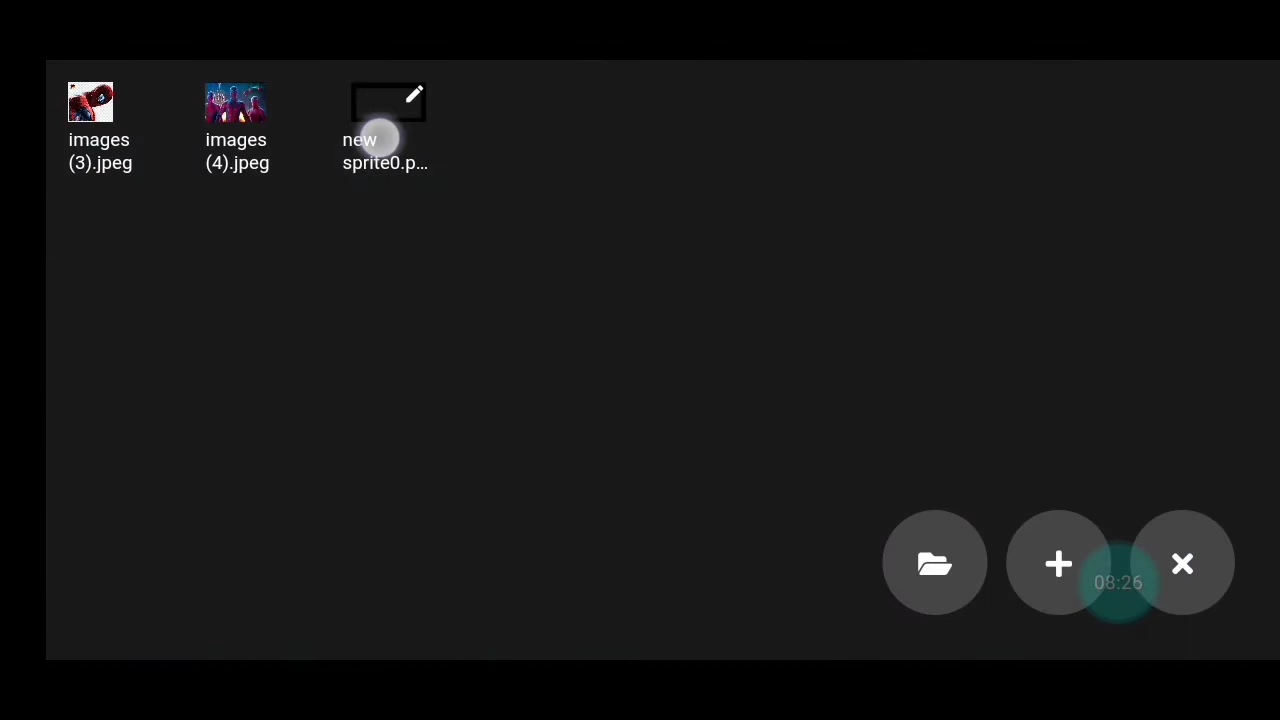 images
(3).jpeg
images
(4).jpeg
new
sprite0.p...
08:26